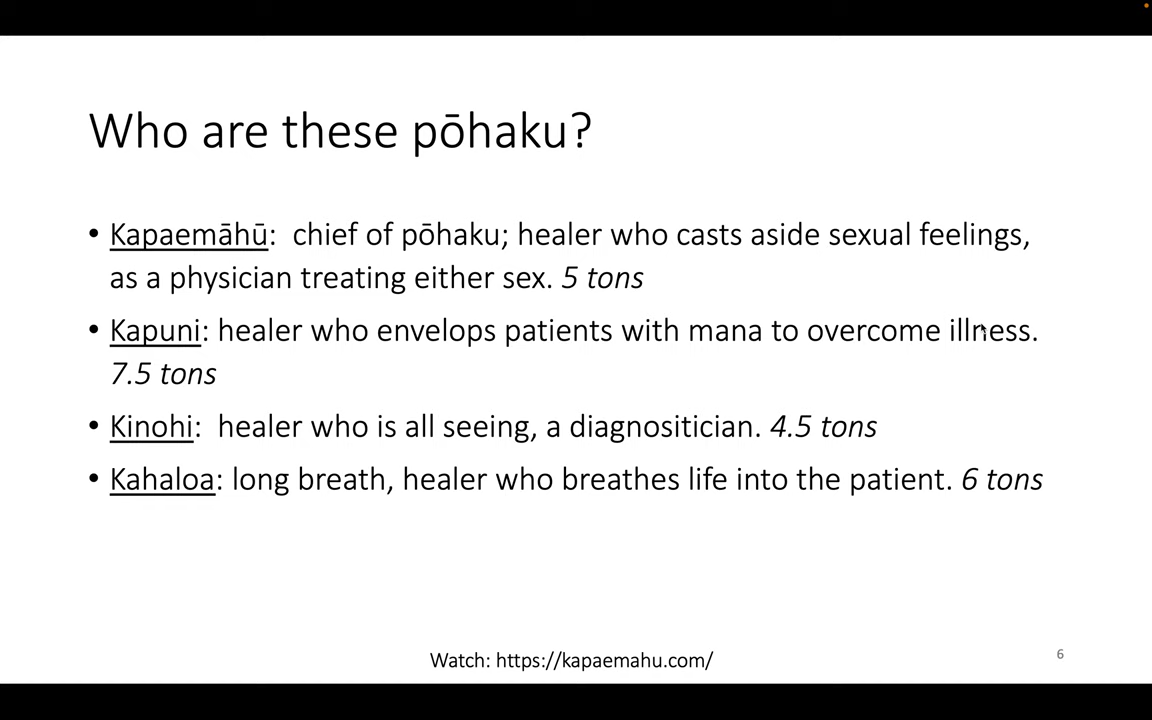 Who are these pōhaku?
• Kapaemāhū:  chief of pōhaku; healer who casts aside sexual feelings,
as a physician treating either sex. 5 tons
• Kapuni: healer who envelops patients with mana to overcome illness.
7.5 tons
• Kinohi:  healer who is all seeing, a diagnositician. 4.5 tons
• Kahaloa: long breath, healer who breathes life into the patient. 6 tons
Watch: https://kapaemahu.com/
6